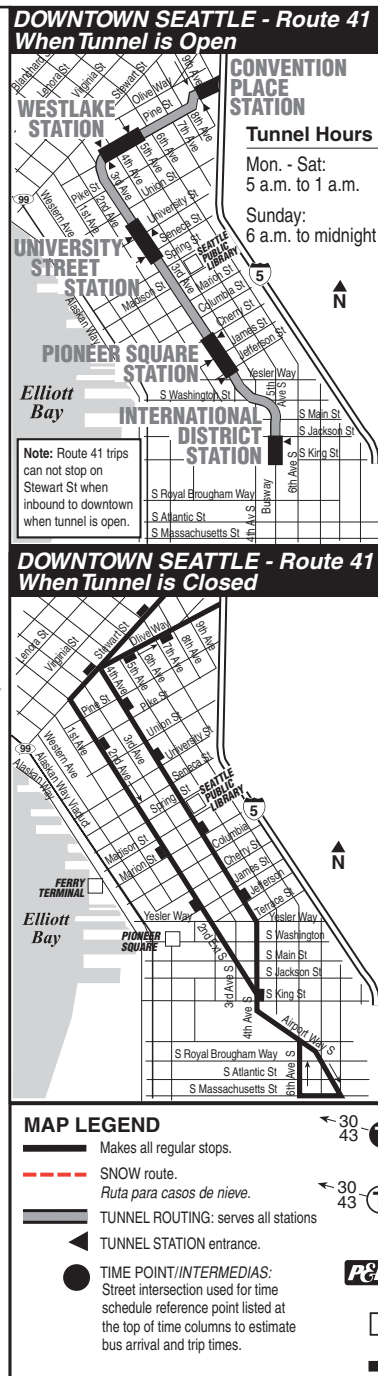 DOWNTOWN SEATTLE - Route 41
When Tunnel is Open
Blanchard St
Lenora St
Virginia St
Stewart St
Olive Way
9th Ave
8th Ave
7th Ave
Pine St
6th Ave
5th Ave
4th Ave
3rd Ave
CONVENTION
PLACE
STATION
WESTLAKE
STATION
Tunnel Hours
Mon. - Sat:
5 a.m. to 1 a.m.
Sunday:
6 a.m. to midnight
99
Western Ave
Pike St
1st Ave
2nd Ave
Union St
University St
Seneca St
Spring St
SEATTLE
PUBLIC
LIBRARY
UNIVERSITY
STREET
STATION
3rd Ave
Madison St
Marion St
Columbia St
Cherry St
James St
Jefferson St
5
N
Alaskan Way
PIONEER SQUARE
STATION
Yesler Way
Elliott
Bay
S Washington St
5th
Ave S
INTERNATIONAL
DISTRICT
STATION
S Main St
S Jackson St
S King St
6th Ave S
Note: Route 41 trips
can not stop on
Stewart St when
inbound to downtown
when tunnel is open.
S Royal Brougham Way
4th Av S
Busway
S Atlantic St
S Massachusetts St
DOWNTOWN SEATTLE - Route 41
When Tunnel is Closed
Lenora St
Virginia St
Stewart St
Olive Way
9th Ave
8th Ave
7th Ave
6th Ave
5th Ave
4th Ave
Pine St
Pike St
3rd Ave
Union St
University St
Seneca St
Spring St
SEATTLE
PUBLIC
LIBRARY
99
Western Ave
1st Ave
2nd Ave
Alaskan Way Viaduct
Alaskan Way
Madison St
Marion St
Columbia
Cherry St
James St
Jefferson
Terrace St
5
N
FERRY
TERMINAL
Elliott
Bay
Yesler Way
Yesler Way
PIONEER
SQUARE
2nd Ext S
3rd Ave S
4th Ave S
S Washington
S Main St
S Jackson St
S King St
Airport Way S
S Royal Brougham Way
S Atlantic St
S Massachusetts St
6th Ave S
MAP LEGEND
Makes all regular stops.
SNOW route.
Ruta para casos de nieve.
TUNNEL ROUTING: serves all stations
TUNNEL STATION entrance.
TIME POINT/INTERMEDIAS:
Street intersection used for time
schedule reference point listed at
the top of time columns to estimate
bus arrival and trip times.
30
43
30
43